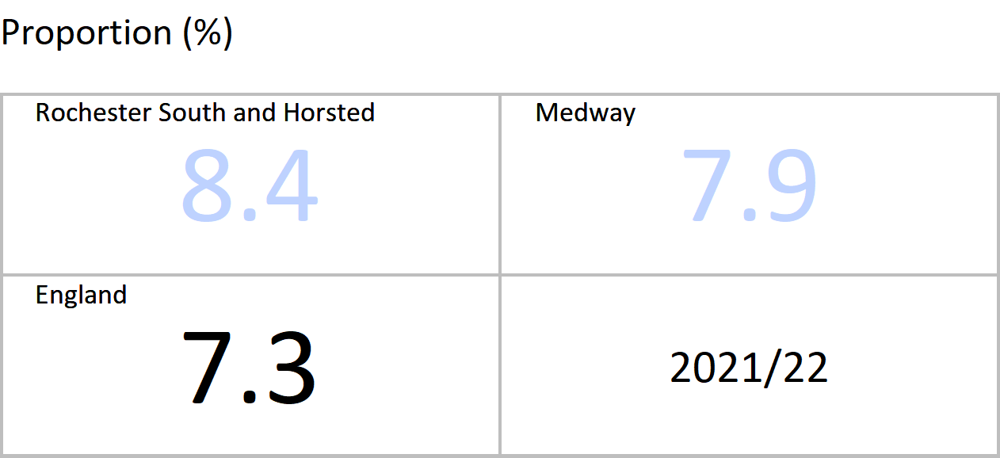 Proportion (%)
Rochester South and Horsted
8.4
Medway
7.9
England
7.3
2021/22